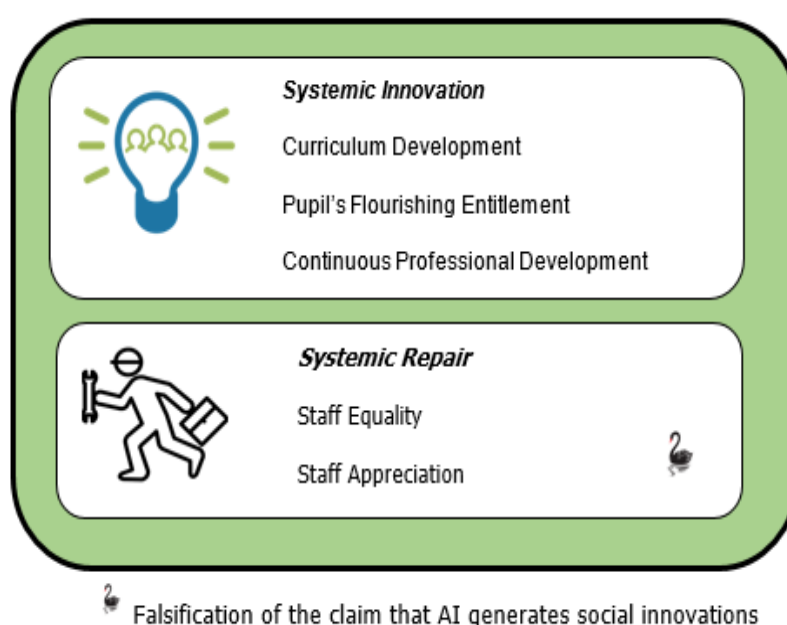 Systemic Innovation
Curriculum Development
Pupil's Flourishing Entitlement
Continuous Professional Development
Systemic Repair
Staff Equality
Staff Appreciation
Falsification of the claim that AI generates social innovations